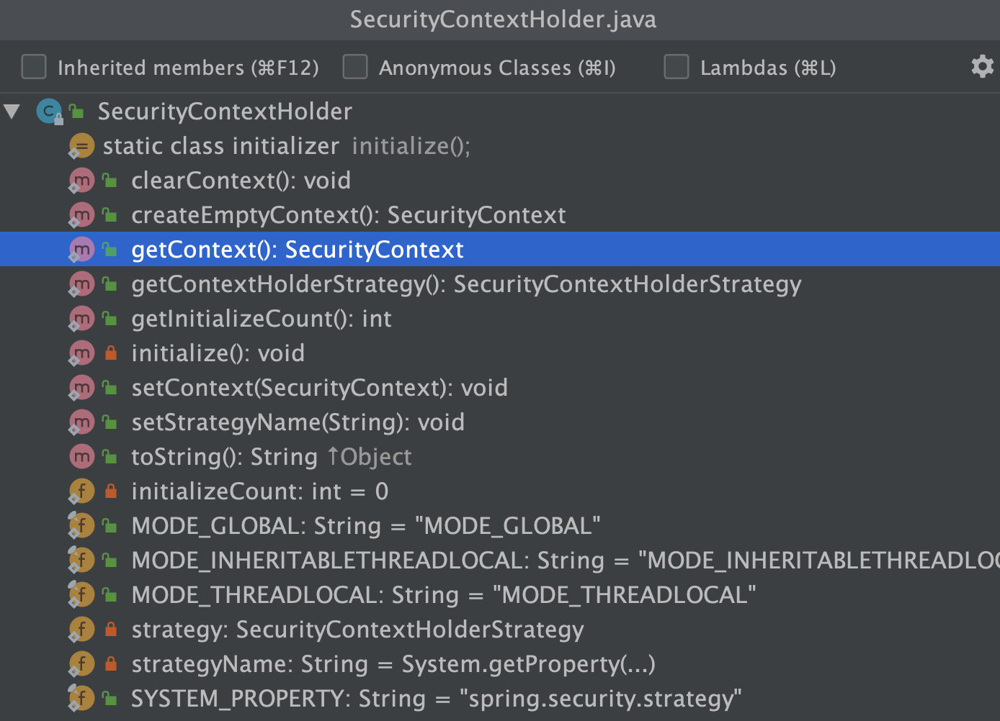 SecurityContextHolder.java
Inherited members (⌘F12) Anonymous Classes (⌘I) Lambdas (⌘L)
SecurityContextHolder
static class initializer initialize();
clearContext(): void
createEmptyContext(): SecurityContext
getContext(): SecurityContext
getContextHolderStrategy(): SecurityContextHolderStrategy
getInitializeCount(): int
initialize(): void
setContext(SecurityContext): void
setStrategyName(String): void
toString(): String ↑Object
initializeCount: int = 0
MODE_GLOBAL: String = "MODE_GLOBAL"
MODE_INHERITABLETHREADLOCAL: String = "MODE_INHERITABLETHREADLOC
MODE_THREADLOCAL: String = "MODE_THREADLOCAL"
strategy: SecurityContextHolderStrategy
strategyName: String = System.getProperty(...)
SYSTEM_PROPERTY: String = "spring.security.strategy"